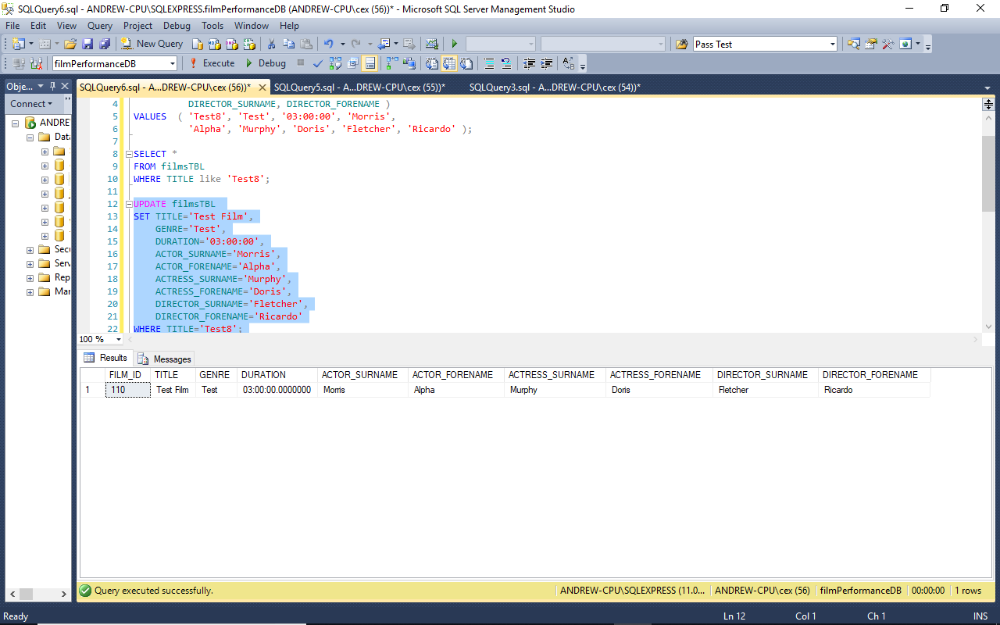 SQLQuery6.sql - ANDREW-CPU\SQLEXPRESS.filmPerformanceDB (ANDREW-CPU\cex (56))* - Microsoft SQL Server Management Studio
File Edit View Query Project Debug Tools Window Help
New Query Pass Test
filmPerformanceDB Execute Debug
Obje...
SQLQuery6.sql - A...DREW-CPU\cex (56))* SQLQuery5.sql - A...DREW-CPU\cex (55))* SQLQuery3.sql - A...DREW-CPU\cex (54))*
Connect
ANDRE
Data
Secu
Serv
Rep
Mar
4 DIRECTOR_SURNAME, DIRECTOR_FORENAME )
5 VALUES ( 'Test8', 'Test', '03:00:00', 'Morris',
6 'Alpha', 'Murphy', 'Doris', 'Fletcher', 'Ricardo' );
7
8 SELECT *
9 FROM filmsTBL
10 WHERE TITLE like 'Test8';
11
12 UPDATE filmsTBL
13 SET TITLE='Test Film',
14 GENRE='Test',
15 DURATION='03:00:00',
16 ACTOR_SURNAME='Morris',
17 ACTOR_FORENAME='Alpha',
18 ACTRESS_SURNAME='Murphy',
19 ACTRESS_FORENAME='Doris',
20 DIRECTOR_SURNAME='Fletcher',
21 DIRECTOR_FORENAME='Ricardo'
22 WHERE TITLE='Test8';
100 %
Results Messages
FILM_ID TITLE GENRE DURATION ACTOR_SURNAME ACTOR_FORENAME ACTRESS_SURNAME ACTRESS_FORENAME DIRECTOR_SURNAME DIRECTOR_FORENAME
1 110 Test Film Test 03:00:00.0000000 Morris Alpha Murphy Doris Fletcher Ricardo
Query executed successfully. ANDREW-CPU\SQLEXPRESS (11.0... ANDREW-CPU\cex (56) filmPerformanceDB 00:00:00 1 rows
Ready Ln 12 Col 1 Ch 1 INS